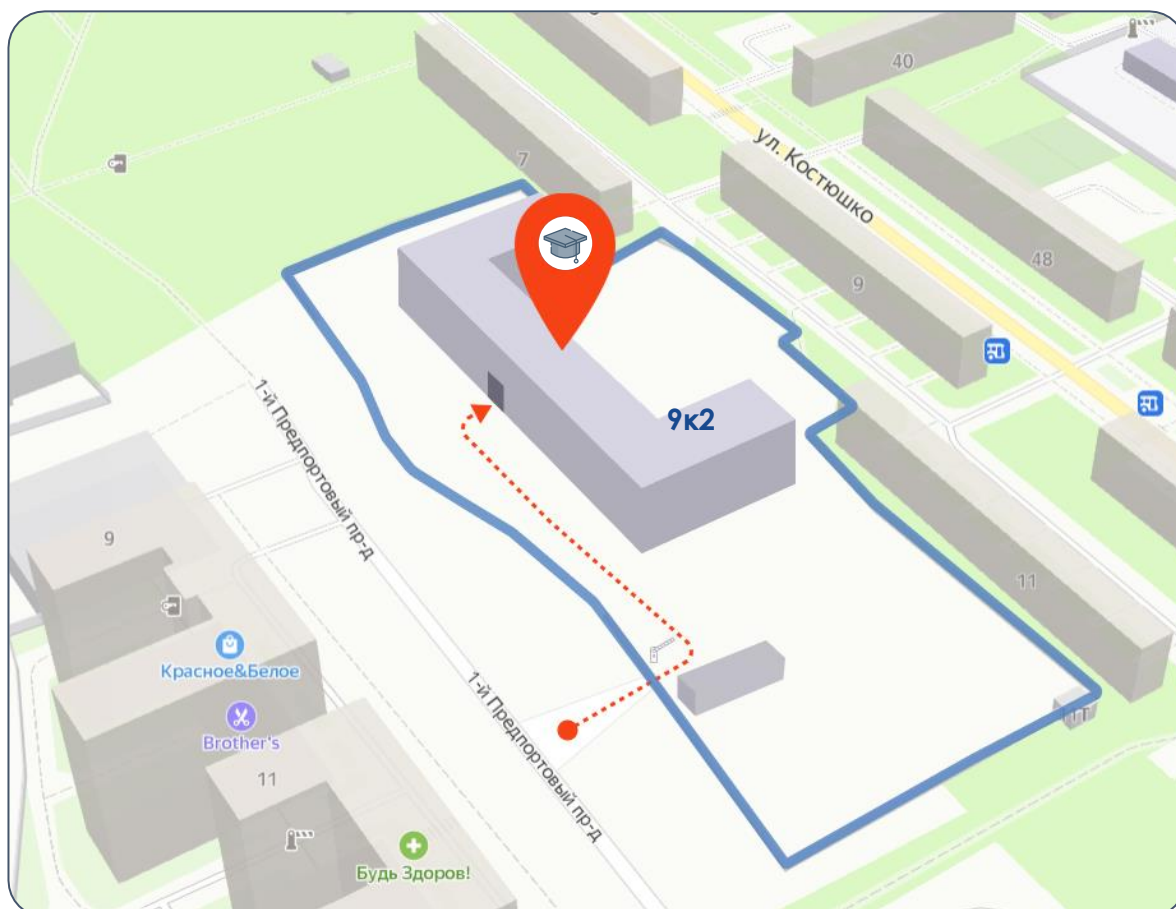 40
ул. Костюшко
7
48
9
9к2
1-й Предпортовый пр-д
11
9
Красное&Белое
1-й Предпортовый пр-д
Brother's
11
Будь Здоров!